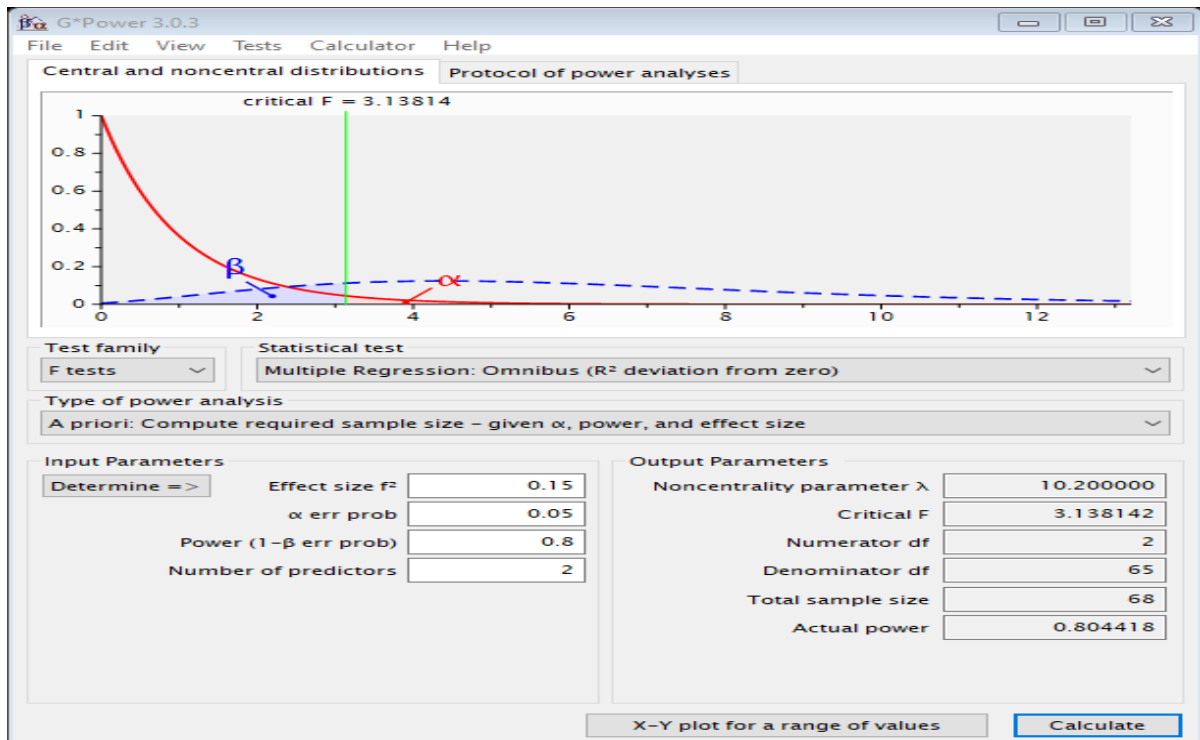 G*Power 3.0.3
File Edit View Tests Calculator Help
Central and noncentral distributions Protocol of power analyses
critical F = 3.13814
1
0.8
0.6
0.4
0.2
0
β
α
0 2 4 6 8 10 12
Test family Statistical test
F tests Multiple Regression: Omnibus (R² deviation from zero)
Type of power analysis
A priori: Compute required sample size – given α, power, and effect size
Input Parameters Output Parameters
Determine => Effect size f² 0.15 Noncentrality parameter λ 10.200000
α err prob 0.05 Critical F 3.138142
Power (1-β err prob) 0.8 Numerator df 2
Number of predictors 2 Denominator df 65
Total sample size 68
Actual power 0.804418
X-Y plot for a range of values Calculate